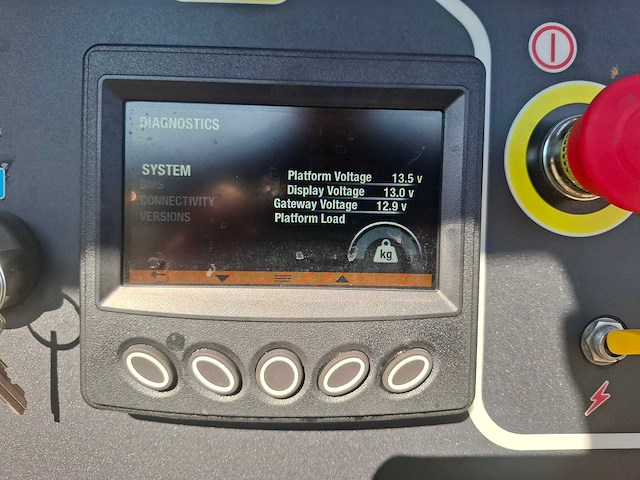 DIAGNOSTICS
SYSTEM
BMS
CONNECTIVITY
VERSIONS
Platform Voltage 13.5 v
Display Voltage 13.0 v
Gateway Voltage 12.9 v
Platform Load
kg